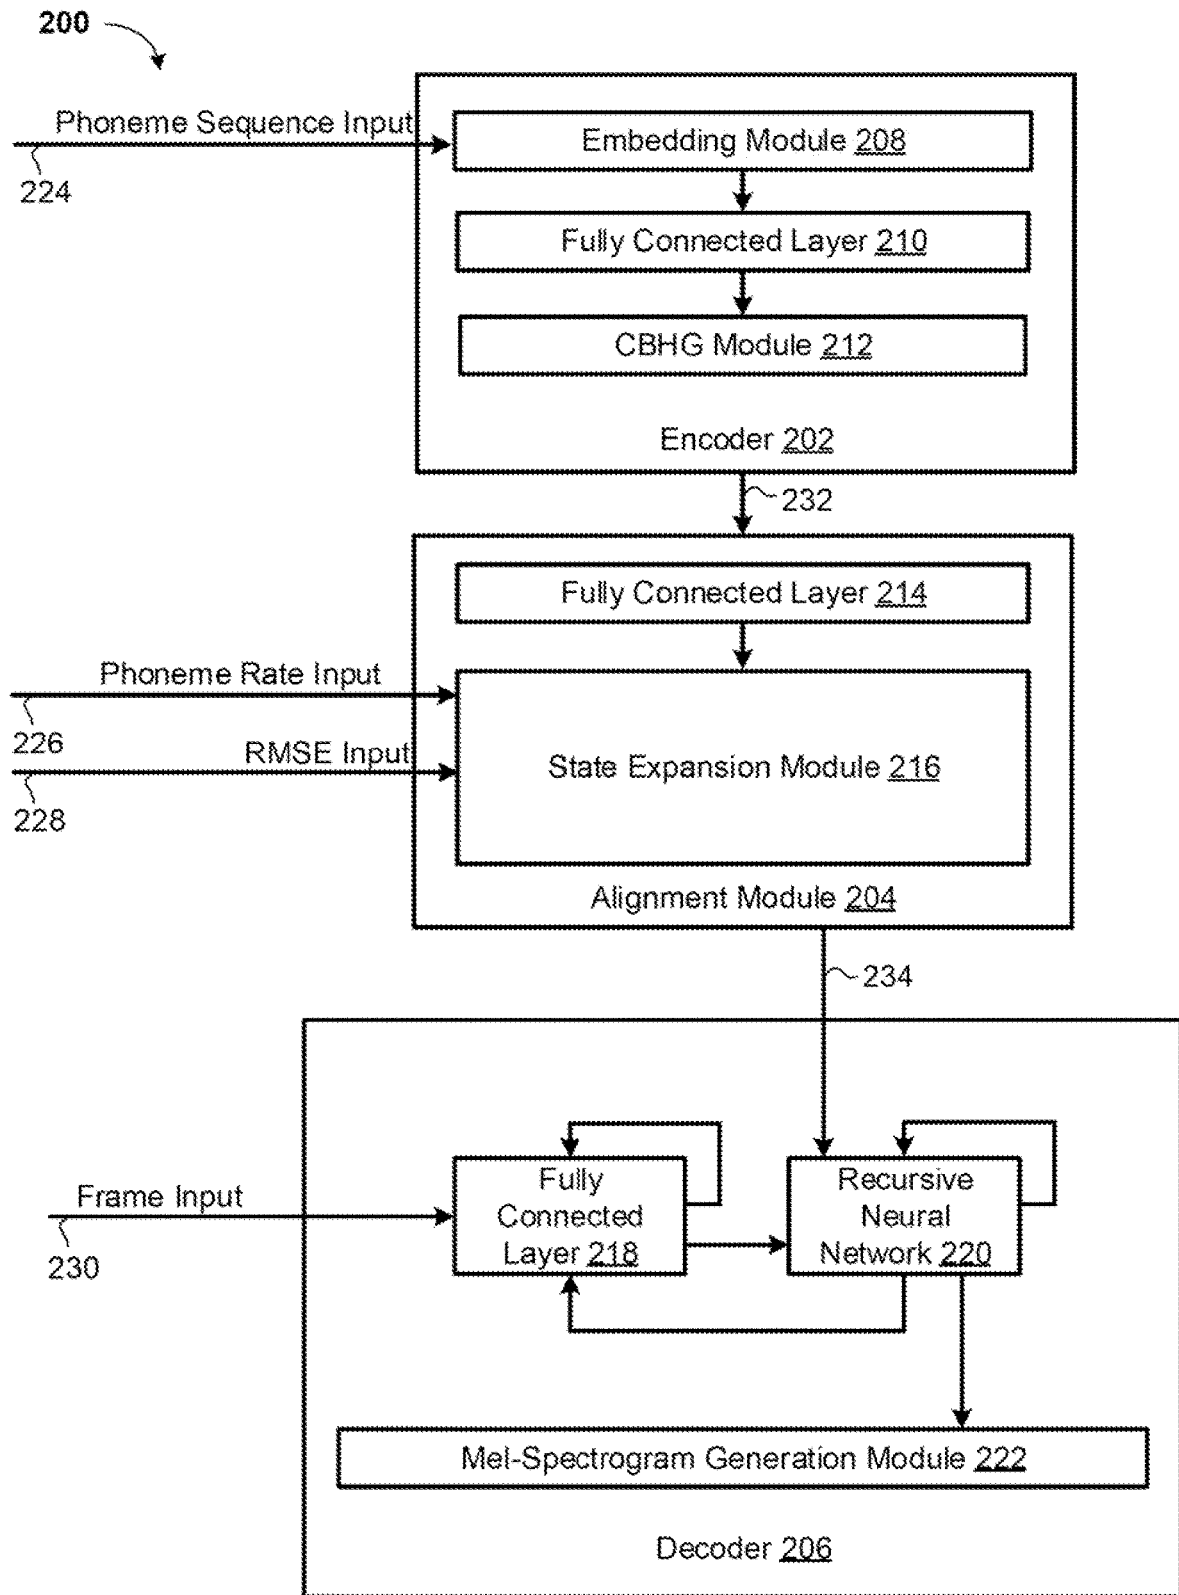 200
Phoneme Sequence Input
224
Embedding Module 208
Fully Connected Layer 210
CBHG Module 212
Encoder 202
232
Fully Connected Layer 214
Phoneme Rate Input
226
RMSE Input
228
State Expansion Module 216
Alignment Module 204
234
Frame Input
230
Fully
Connected
Layer 218
Recursive
Neural
Network 220
Mel-Spectrogram Generation Module 222
Decoder 206